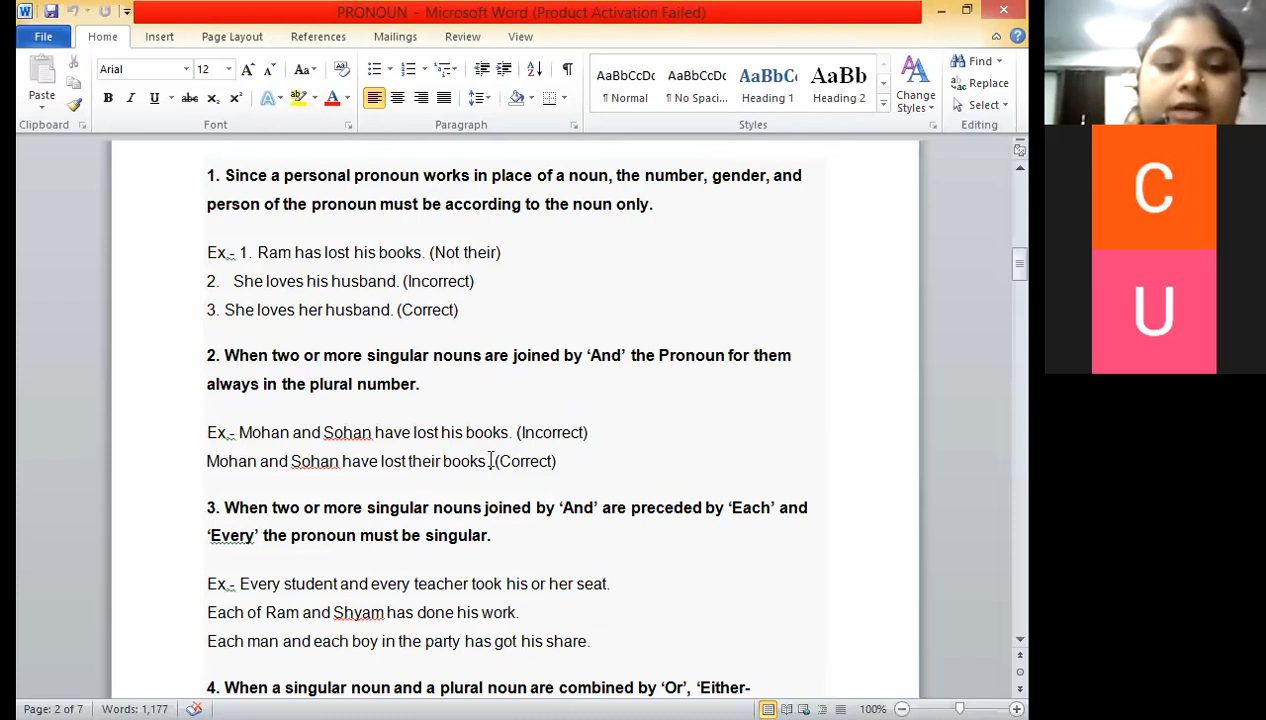 PRONOUN - Microsoft Word (Product Activation Failed)
File Home Insert Page Layout References Mailings Review View
Arial 12 Aa
Find
Replace
Select
Paste
B I U abc x₂ x² A A
AaBbCcDc AaBbCcDc AaBbCc AaBb
¶ Normal ¶ No Spaci... Heading 1 Heading 2
Change Styles
Clipboard Font Paragraph Styles Editing
1. Since a personal pronoun works in place of a noun, the number, gender, and
person of the pronoun must be according to the noun only.
Ex.- 1. Ram has lost his books. (Not their)
2. She loves his husband. (Incorrect)
3. She loves her husband. (Correct)
2. When two or more singular nouns are joined by ‘And’ the Pronoun for them
always in the plural number.
Ex.- Mohan and Sohan have lost his books. (Incorrect)
Mohan and Sohan have lost their books. (Correct)
3. When two or more singular nouns joined by ‘And’ are preceded by ‘Each’ and
‘Every’ the pronoun must be singular.
Ex.- Every student and every teacher took his or her seat.
Each of Ram and Shyam has done his work.
Each man and each boy in the party has got his share.
4. When a singular noun and a plural noun are combined by ‘Or’, ‘Either-
Page: 2 of 7 Words: 1,177 100%
C
U